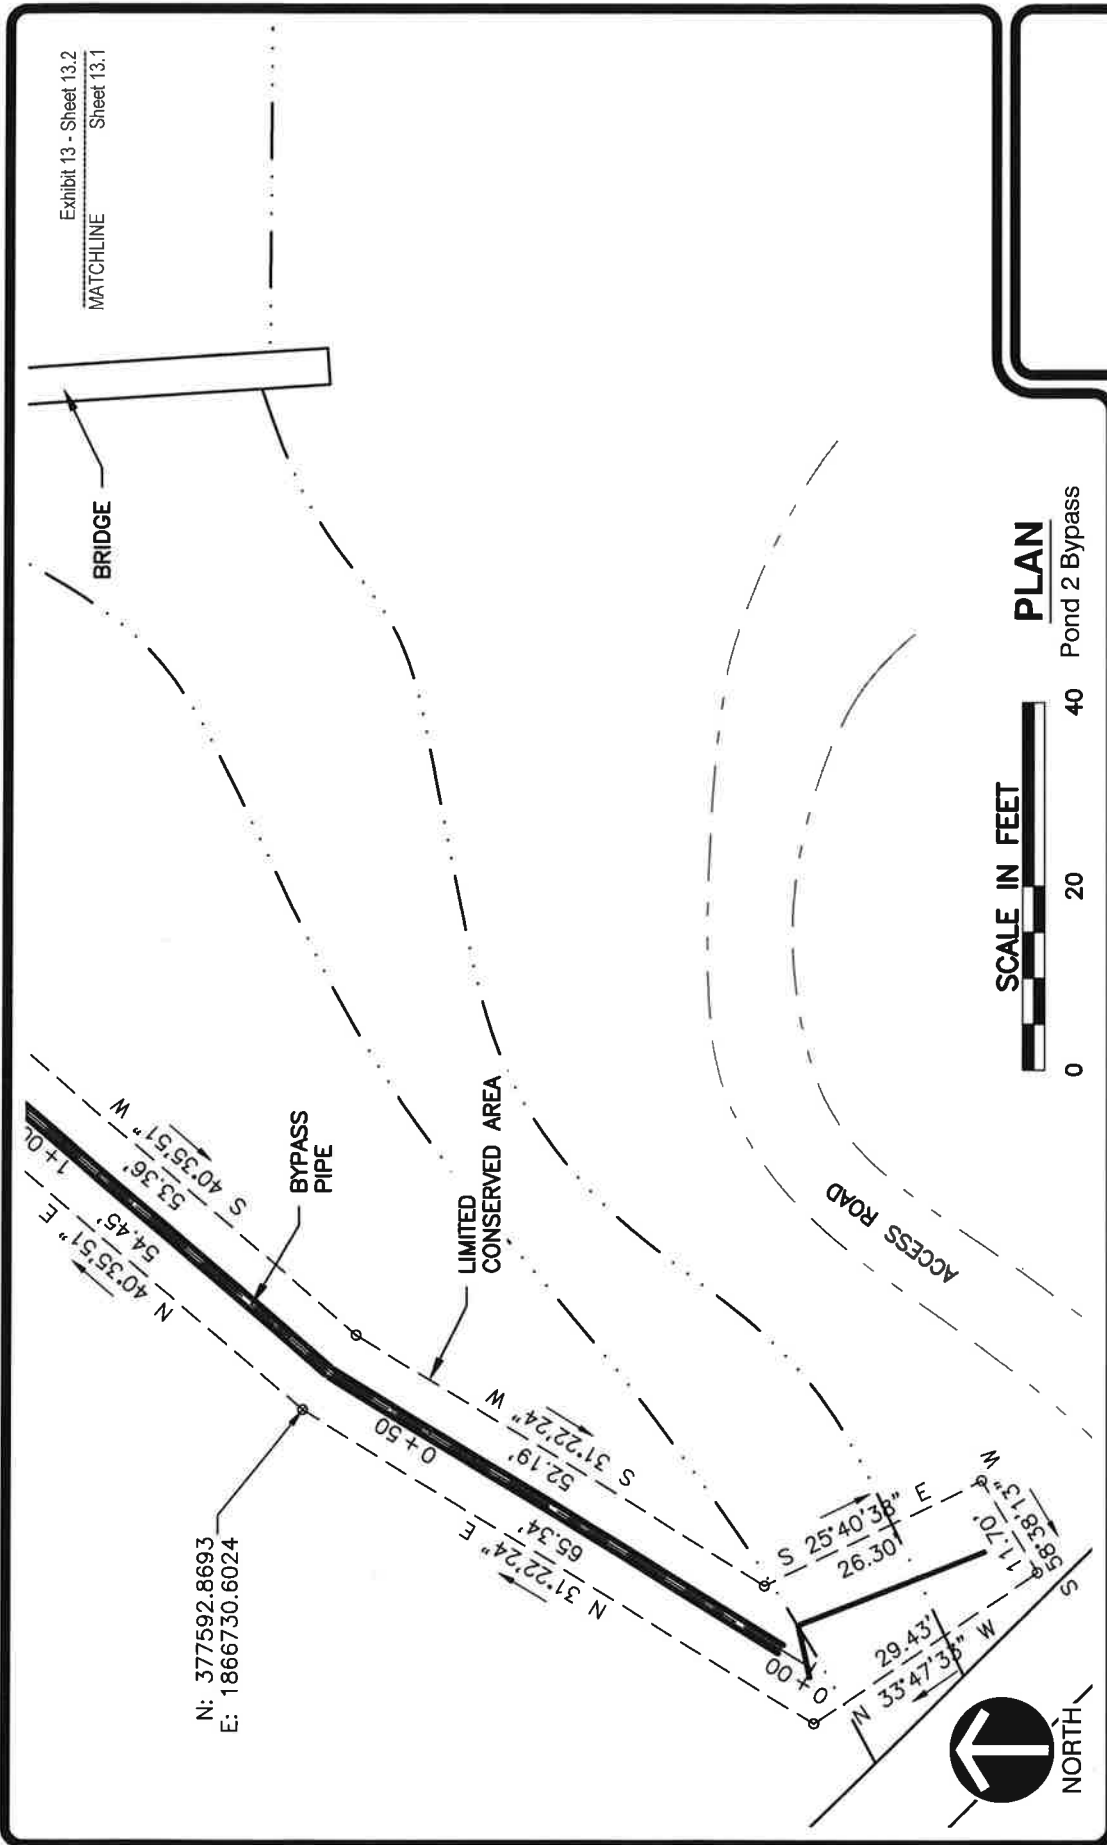 Exhibit 13 - Sheet 13.2
MATCHLINE Sheet 13.1
BRIDGE
1+00
N 40°35'51" E
54.45'
S 40°35'51" W
53.36'
BYPASS
PIPE
LIMITED
CONSERVED AREA
N: 377592.8693
E: 1866730.6024
0+50
N 31°22'24" E
65.34'
S 31°22'24" W
52.19'
0+00
S 25°40'38" E
26.30'
S 58°38'13" W
11.70'
N 33°47'33" W
29.43'
ACCESS ROAD
NORTH
SCALE IN FEET
0 20 40
PLAN
Pond 2 Bypass